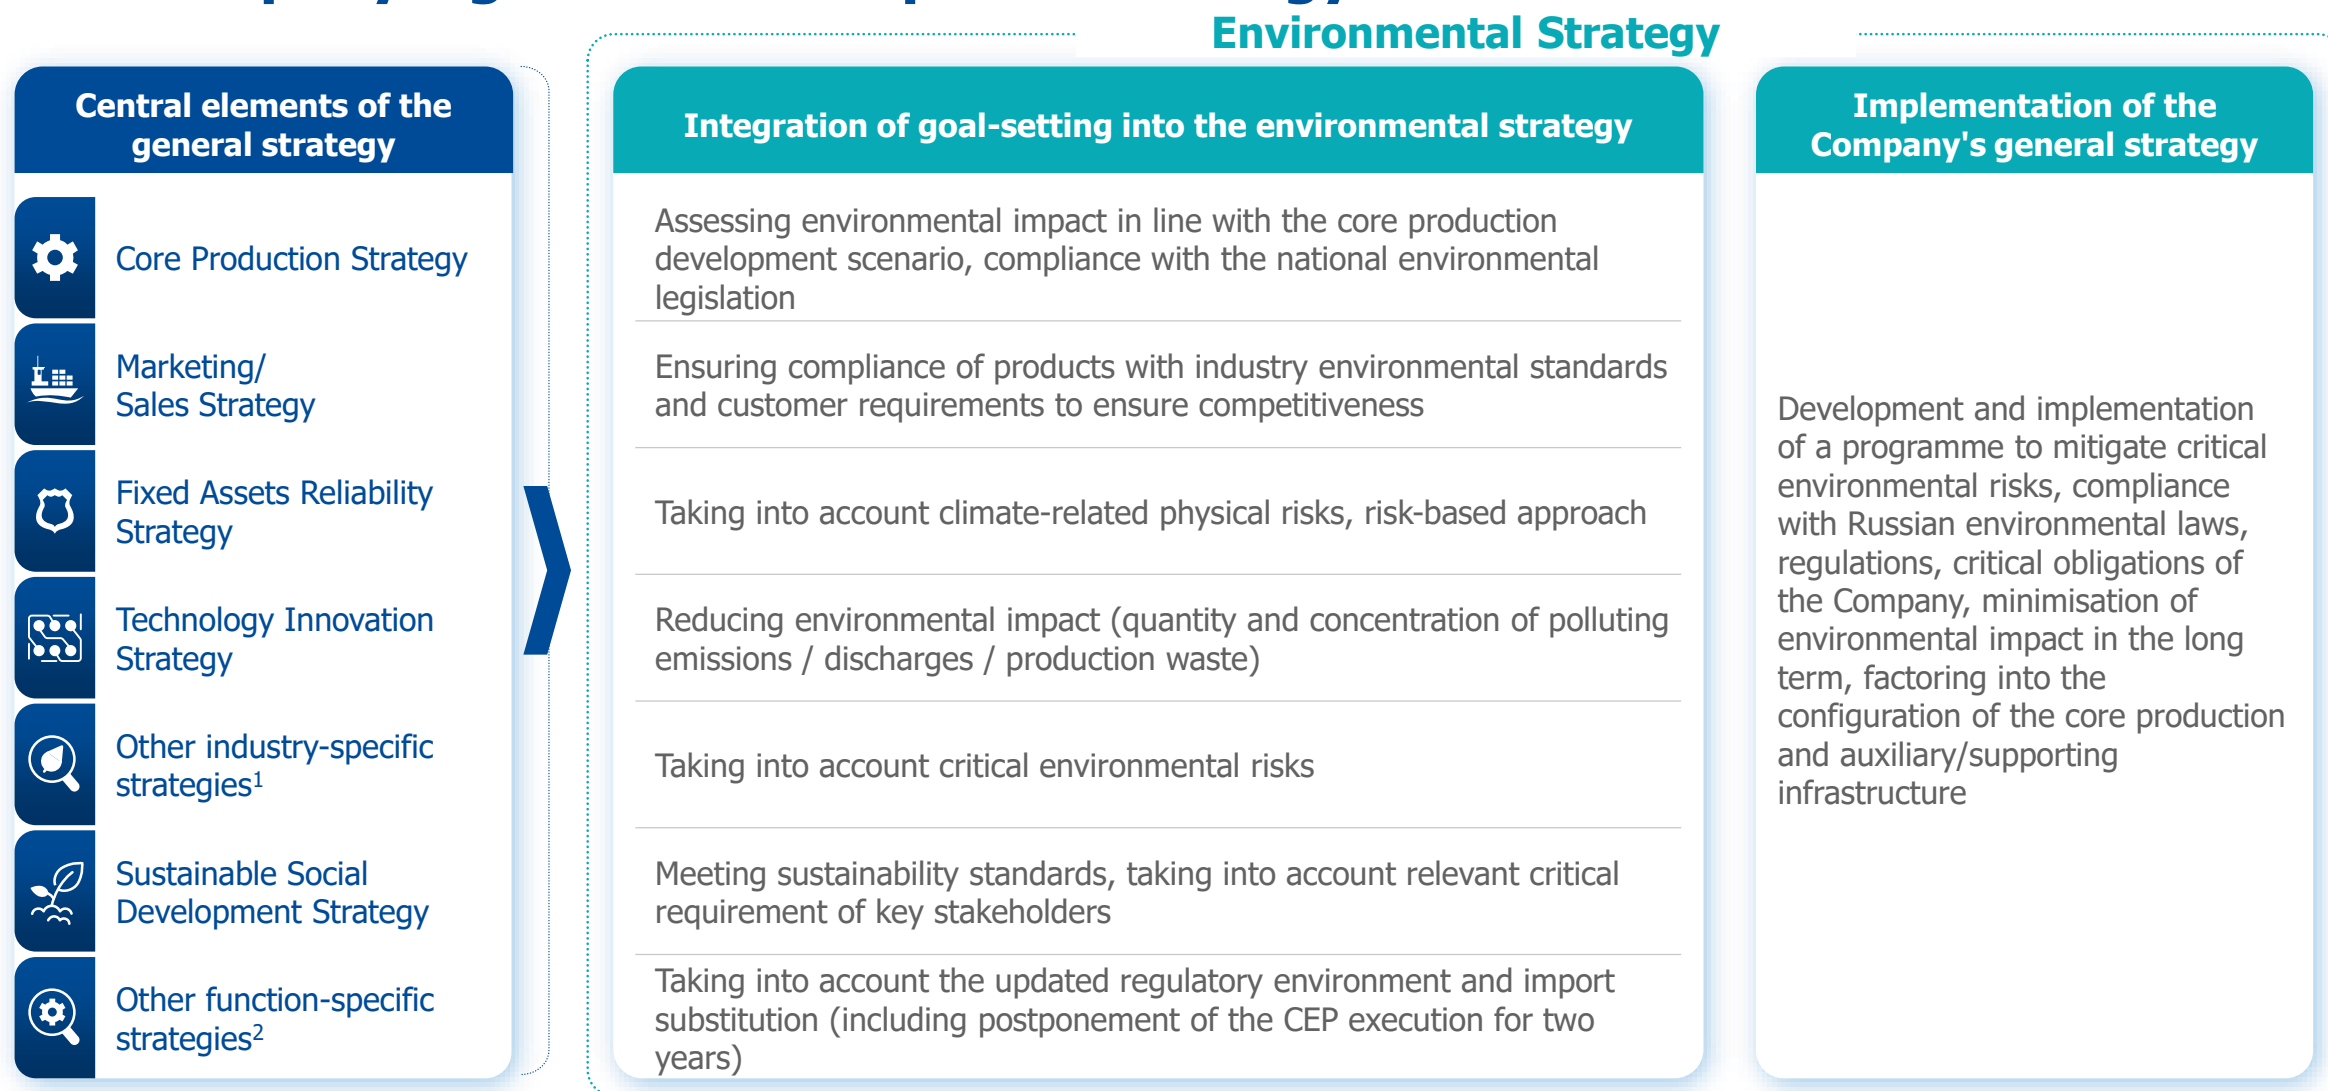 Environmental Strategy
Central elements of the
general strategy
Core Production Strategy
Marketing/
Sales Strategy
Fixed Assets Reliability
Strategy
Technology Innovation
Strategy
Other industry-specific
strategies¹
Sustainable Social
Development Strategy
Other function-specific
strategies²
Integration of goal-setting into the environmental strategy
Assessing environmental impact in line with the core production
development scenario, compliance with the national environmental
legislation
Ensuring compliance of products with industry environmental standards
and customer requirements to ensure competitiveness
Taking into account climate-related physical risks, risk-based approach
Reducing environmental impact (quantity and concentration of polluting
emissions / discharges / production waste)
Taking into account critical environmental risks
Meeting sustainability standards, taking into account relevant critical
requirement of key stakeholders
Taking into account the updated regulatory environment and import
substitution (including postponement of the CEP execution for two
years)
Implementation of the
Company's general strategy
Development and implementation
of a programme to mitigate critical
environmental risks, compliance
with Russian environmental laws,
regulations, critical obligations of
the Company, minimisation of
environmental impact in the long
term, factoring into the
configuration of the core production
and auxiliary/supporting
infrastructure